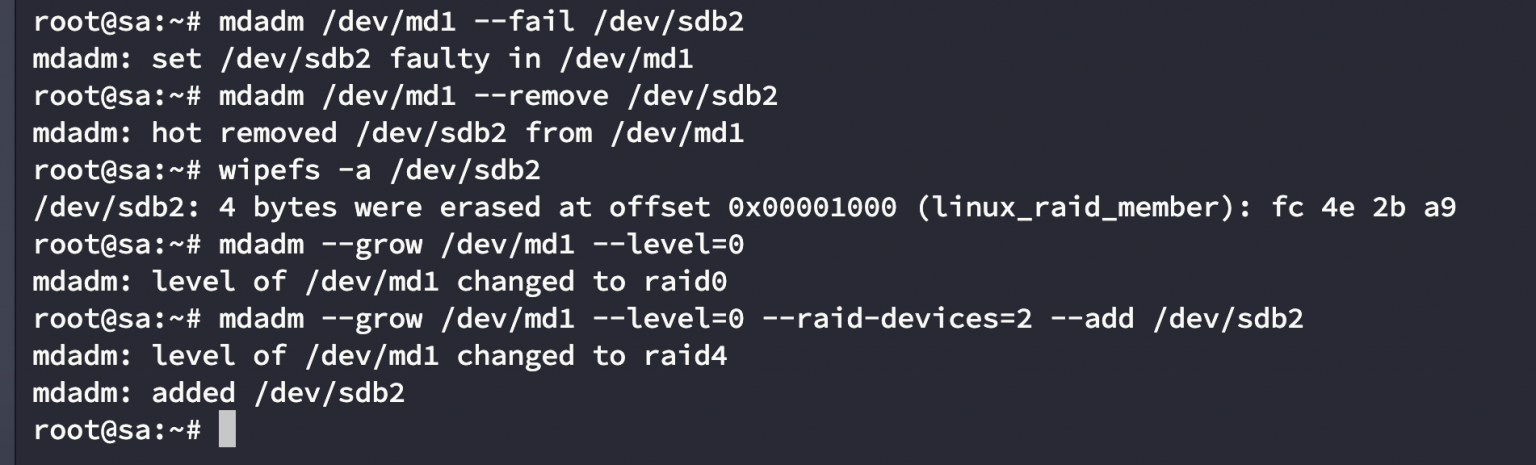 root@sa:~# mdadm /dev/md1 --fail /dev/sdb2
mdadm: set /dev/sdb2 faulty in /dev/md1
root@sa:~# mdadm /dev/md1 --remove /dev/sdb2
mdadm: hot removed /dev/sdb2 from /dev/md1
root@sa:~# wipefs -a /dev/sdb2
/dev/sdb2: 4 bytes were erased at offset 0x00001000 (linux_raid_member): fc 4e 2b a9
root@sa:~# mdadm --grow /dev/md1 --level=0
mdadm: level of /dev/md1 changed to raid0
root@sa:~# mdadm --grow /dev/md1 --level=0 --raid-devices=2 --add /dev/sdb2
mdadm: level of /dev/md1 changed to raid4
mdadm: added /dev/sdb2
root@sa:~#